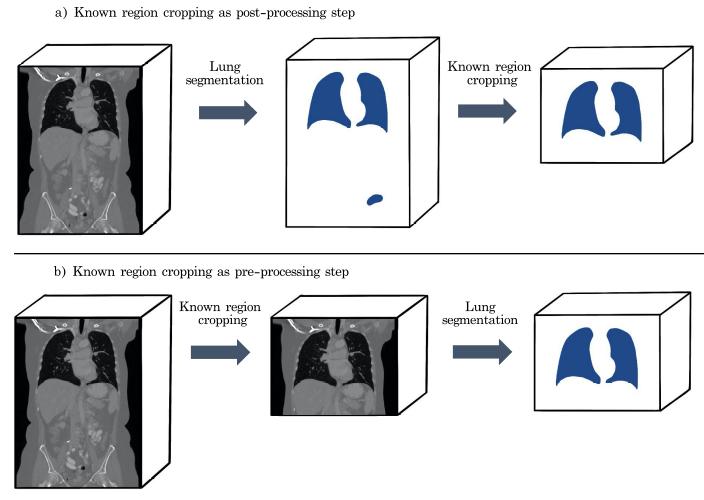 a) Known region cropping as post-processing step
Lung
segmentation
Known region
cropping
b) Known region cropping as pre-processing step
Known region
cropping
Lung
segmentation